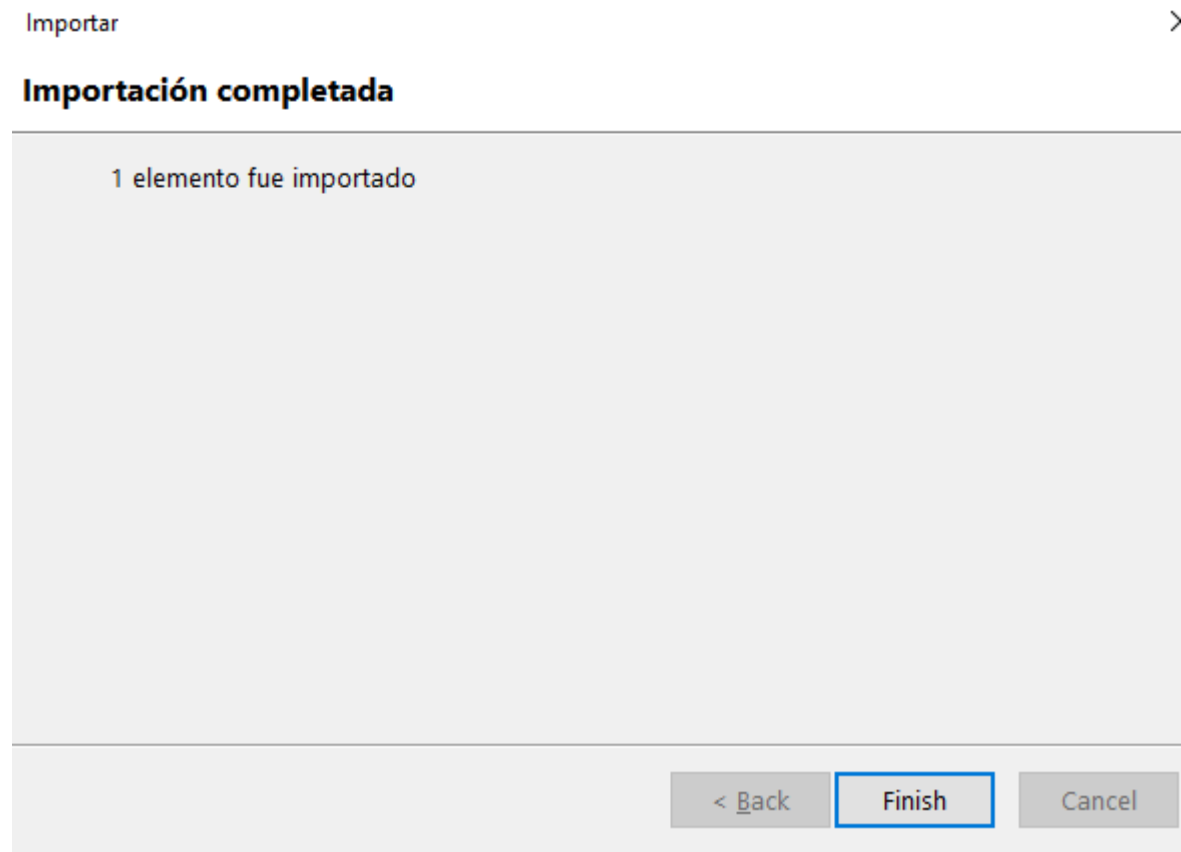 Importar
Importación completada
1 elemento fue importado
< Back
Finish
Cancel